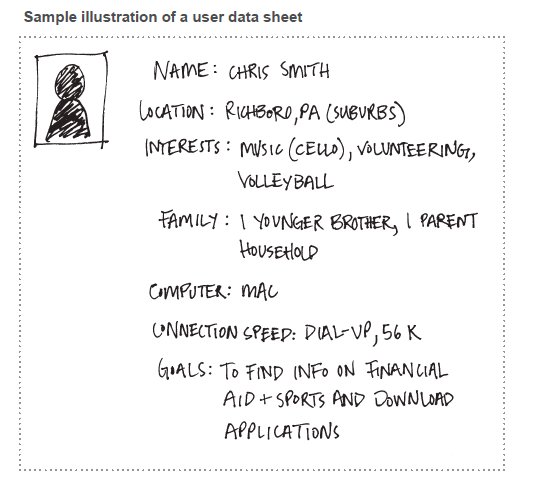 Sample illustration of a user data sheet
NAME: CHRIS SMITH
LOCATION: RICHBORO, PA (SUBURBS)
INTERESTS: MUSIC (CELLO), VOLUNTEERING,
VOLLEYBALL
FAMILY: 1 YOUNGER BROTHER, 1 PARENT
HOUSEHOLD
COMPUTER: MAC
CONNECTION SPEED: DIAL-UP, 56 K
GOALS: TO FIND INFO ON FINANCIAL
AID + SPORTS AND DOWNLOAD
APPLICATIONS